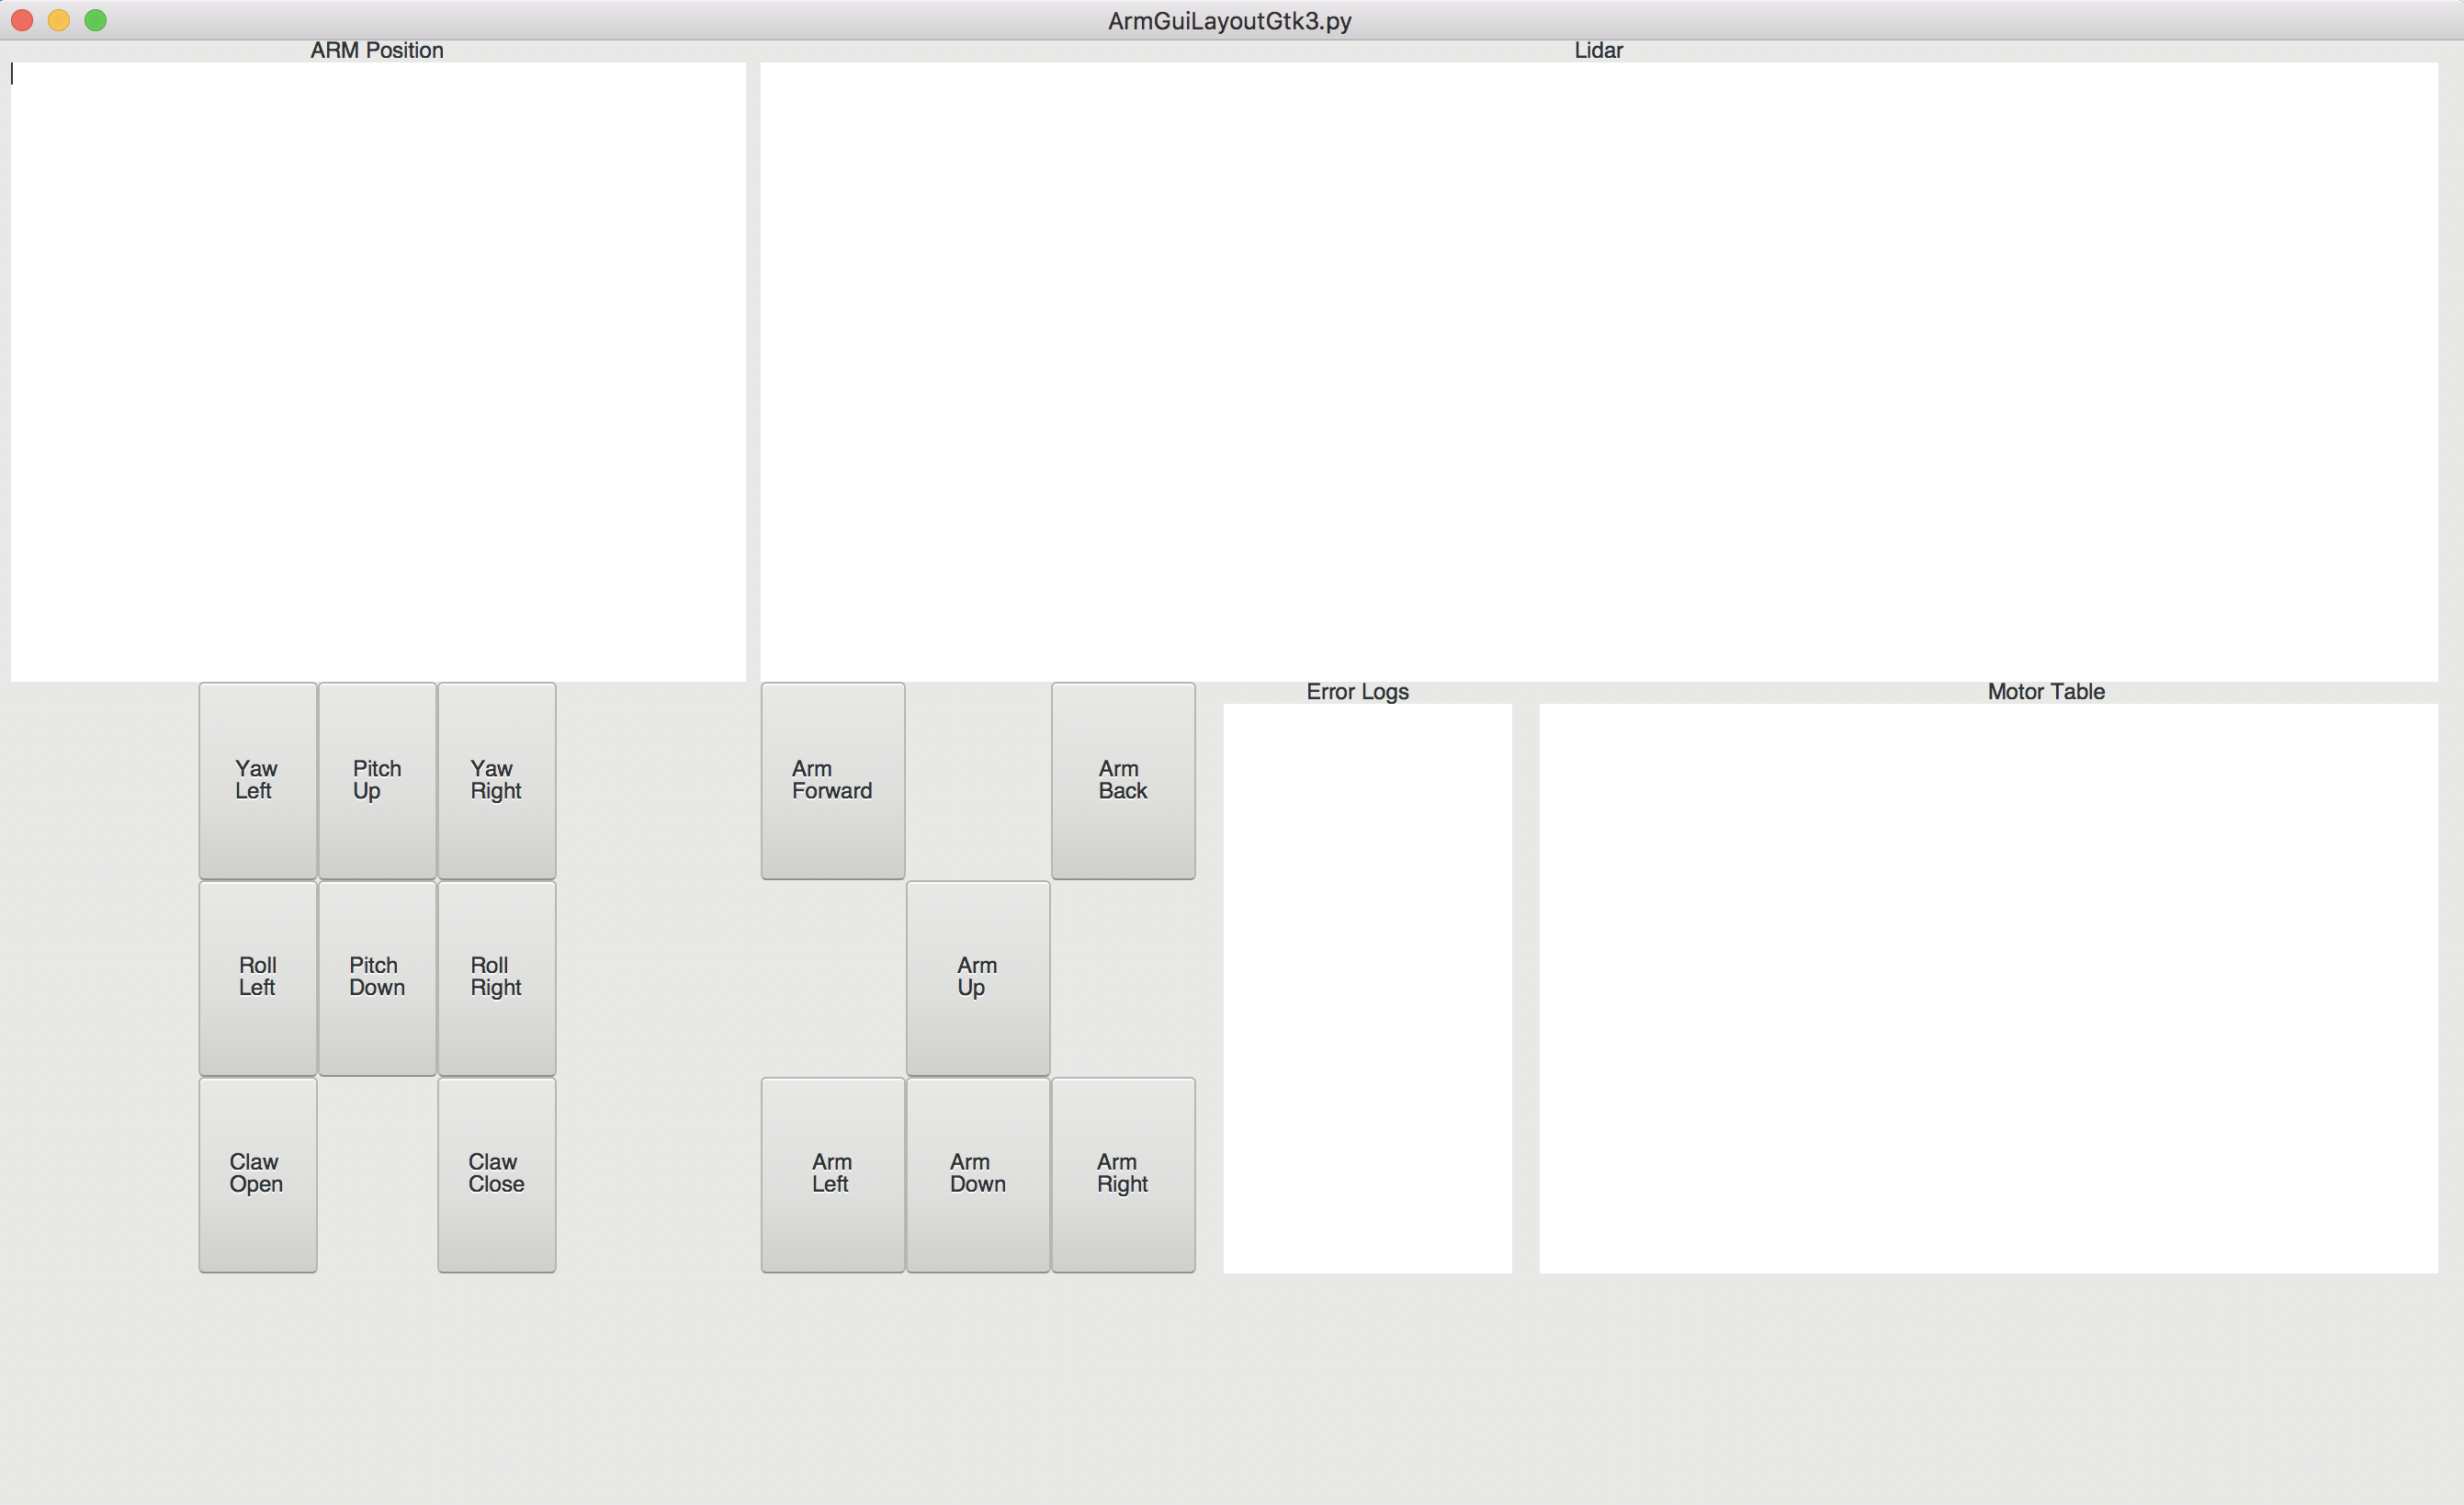 ArmGuiLayoutGtk3.py
ARM Position
Lidar
Yaw
Left
Pitch
Up
Yaw
Right
Arm
Forward
Arm
Back
Error Logs
Motor Table
Roll
Left
Pitch
Down
Roll
Right
Arm
Up
Claw
Open
Claw
Close
Arm
Left
Arm
Down
Arm
Right